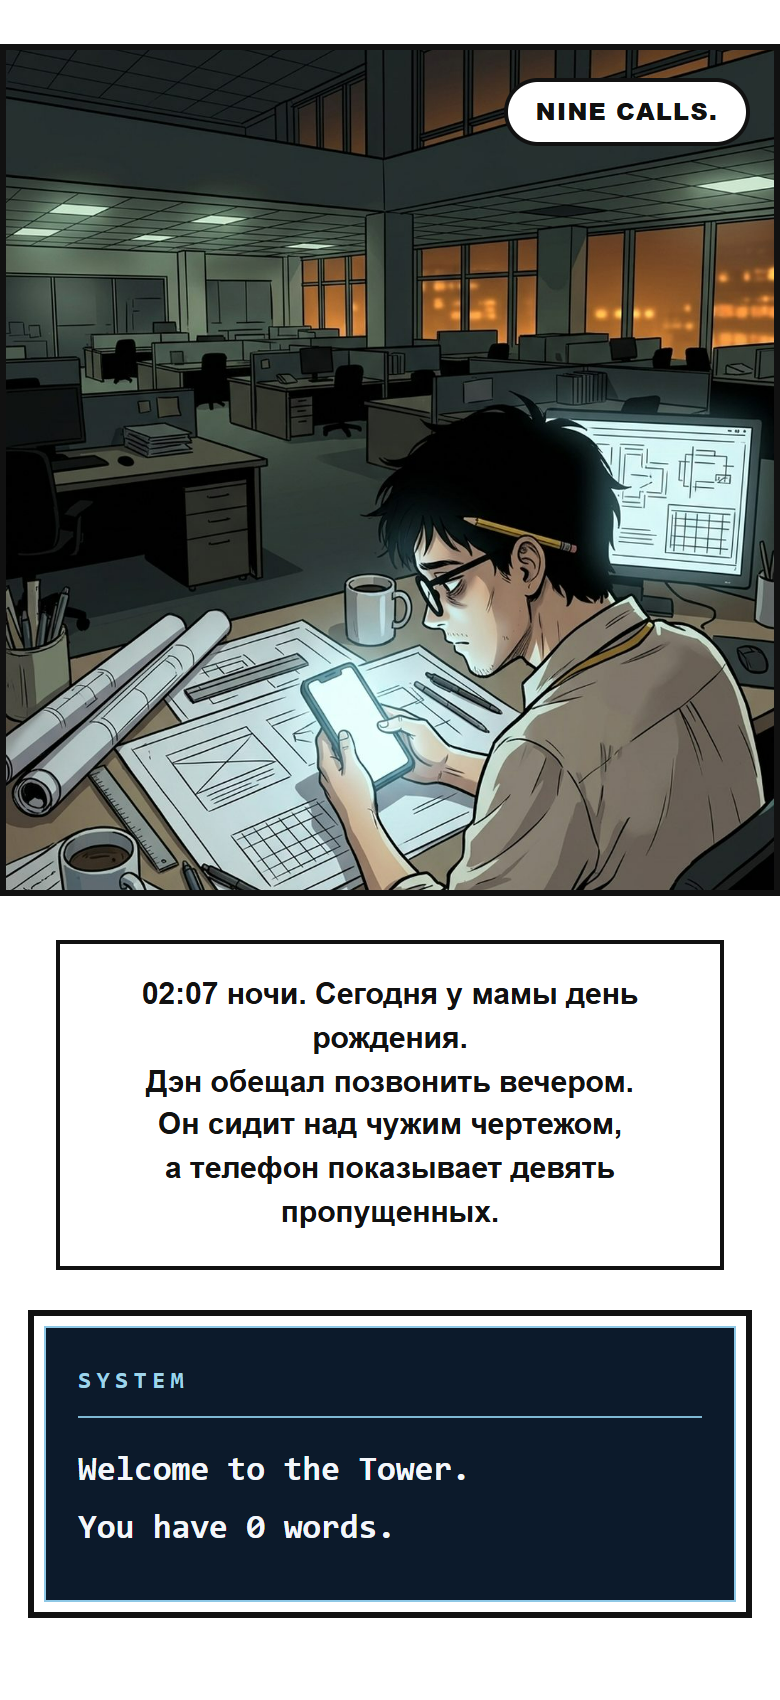 NINE CALLS.
02:07 ночи. Сегодня у мамы день
рождения.
Дэн обещал позвонить вечером.
Он сидит над чужим чертежом,
а телефон показывает девять
пропущенных.
SYSTEM
Welcome to the Tower.
You have 0 words.